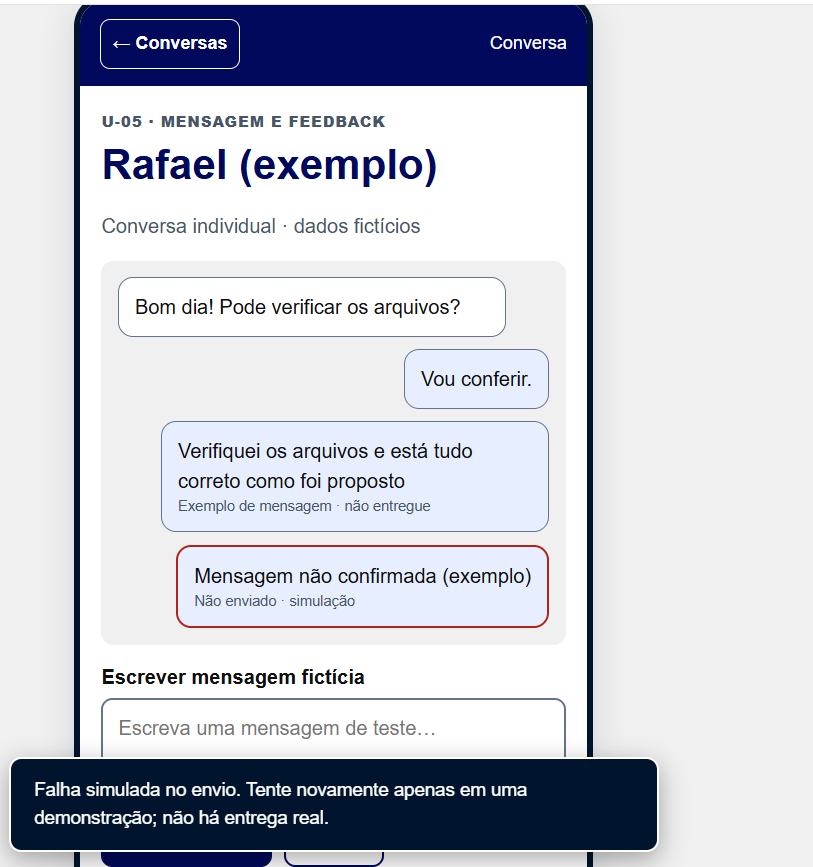 ← Conversas
Conversa
U-05 · MENSAGEM E FEEDBACK
Rafael (exemplo)
Conversa individual · dados fictícios
Bom dia! Pode verificar os arquivos?
Vou conferir.
Verifiquei os arquivos e está tudo
correto como foi proposto
Exemplo de mensagem · não entregue
Mensagem não confirmada (exemplo)
Não enviado · simulação
Escrever mensagem fictícia
Escreva uma mensagem de teste…
Falha simulada no envio. Tente novamente apenas em uma
demonstração; não há entrega real.